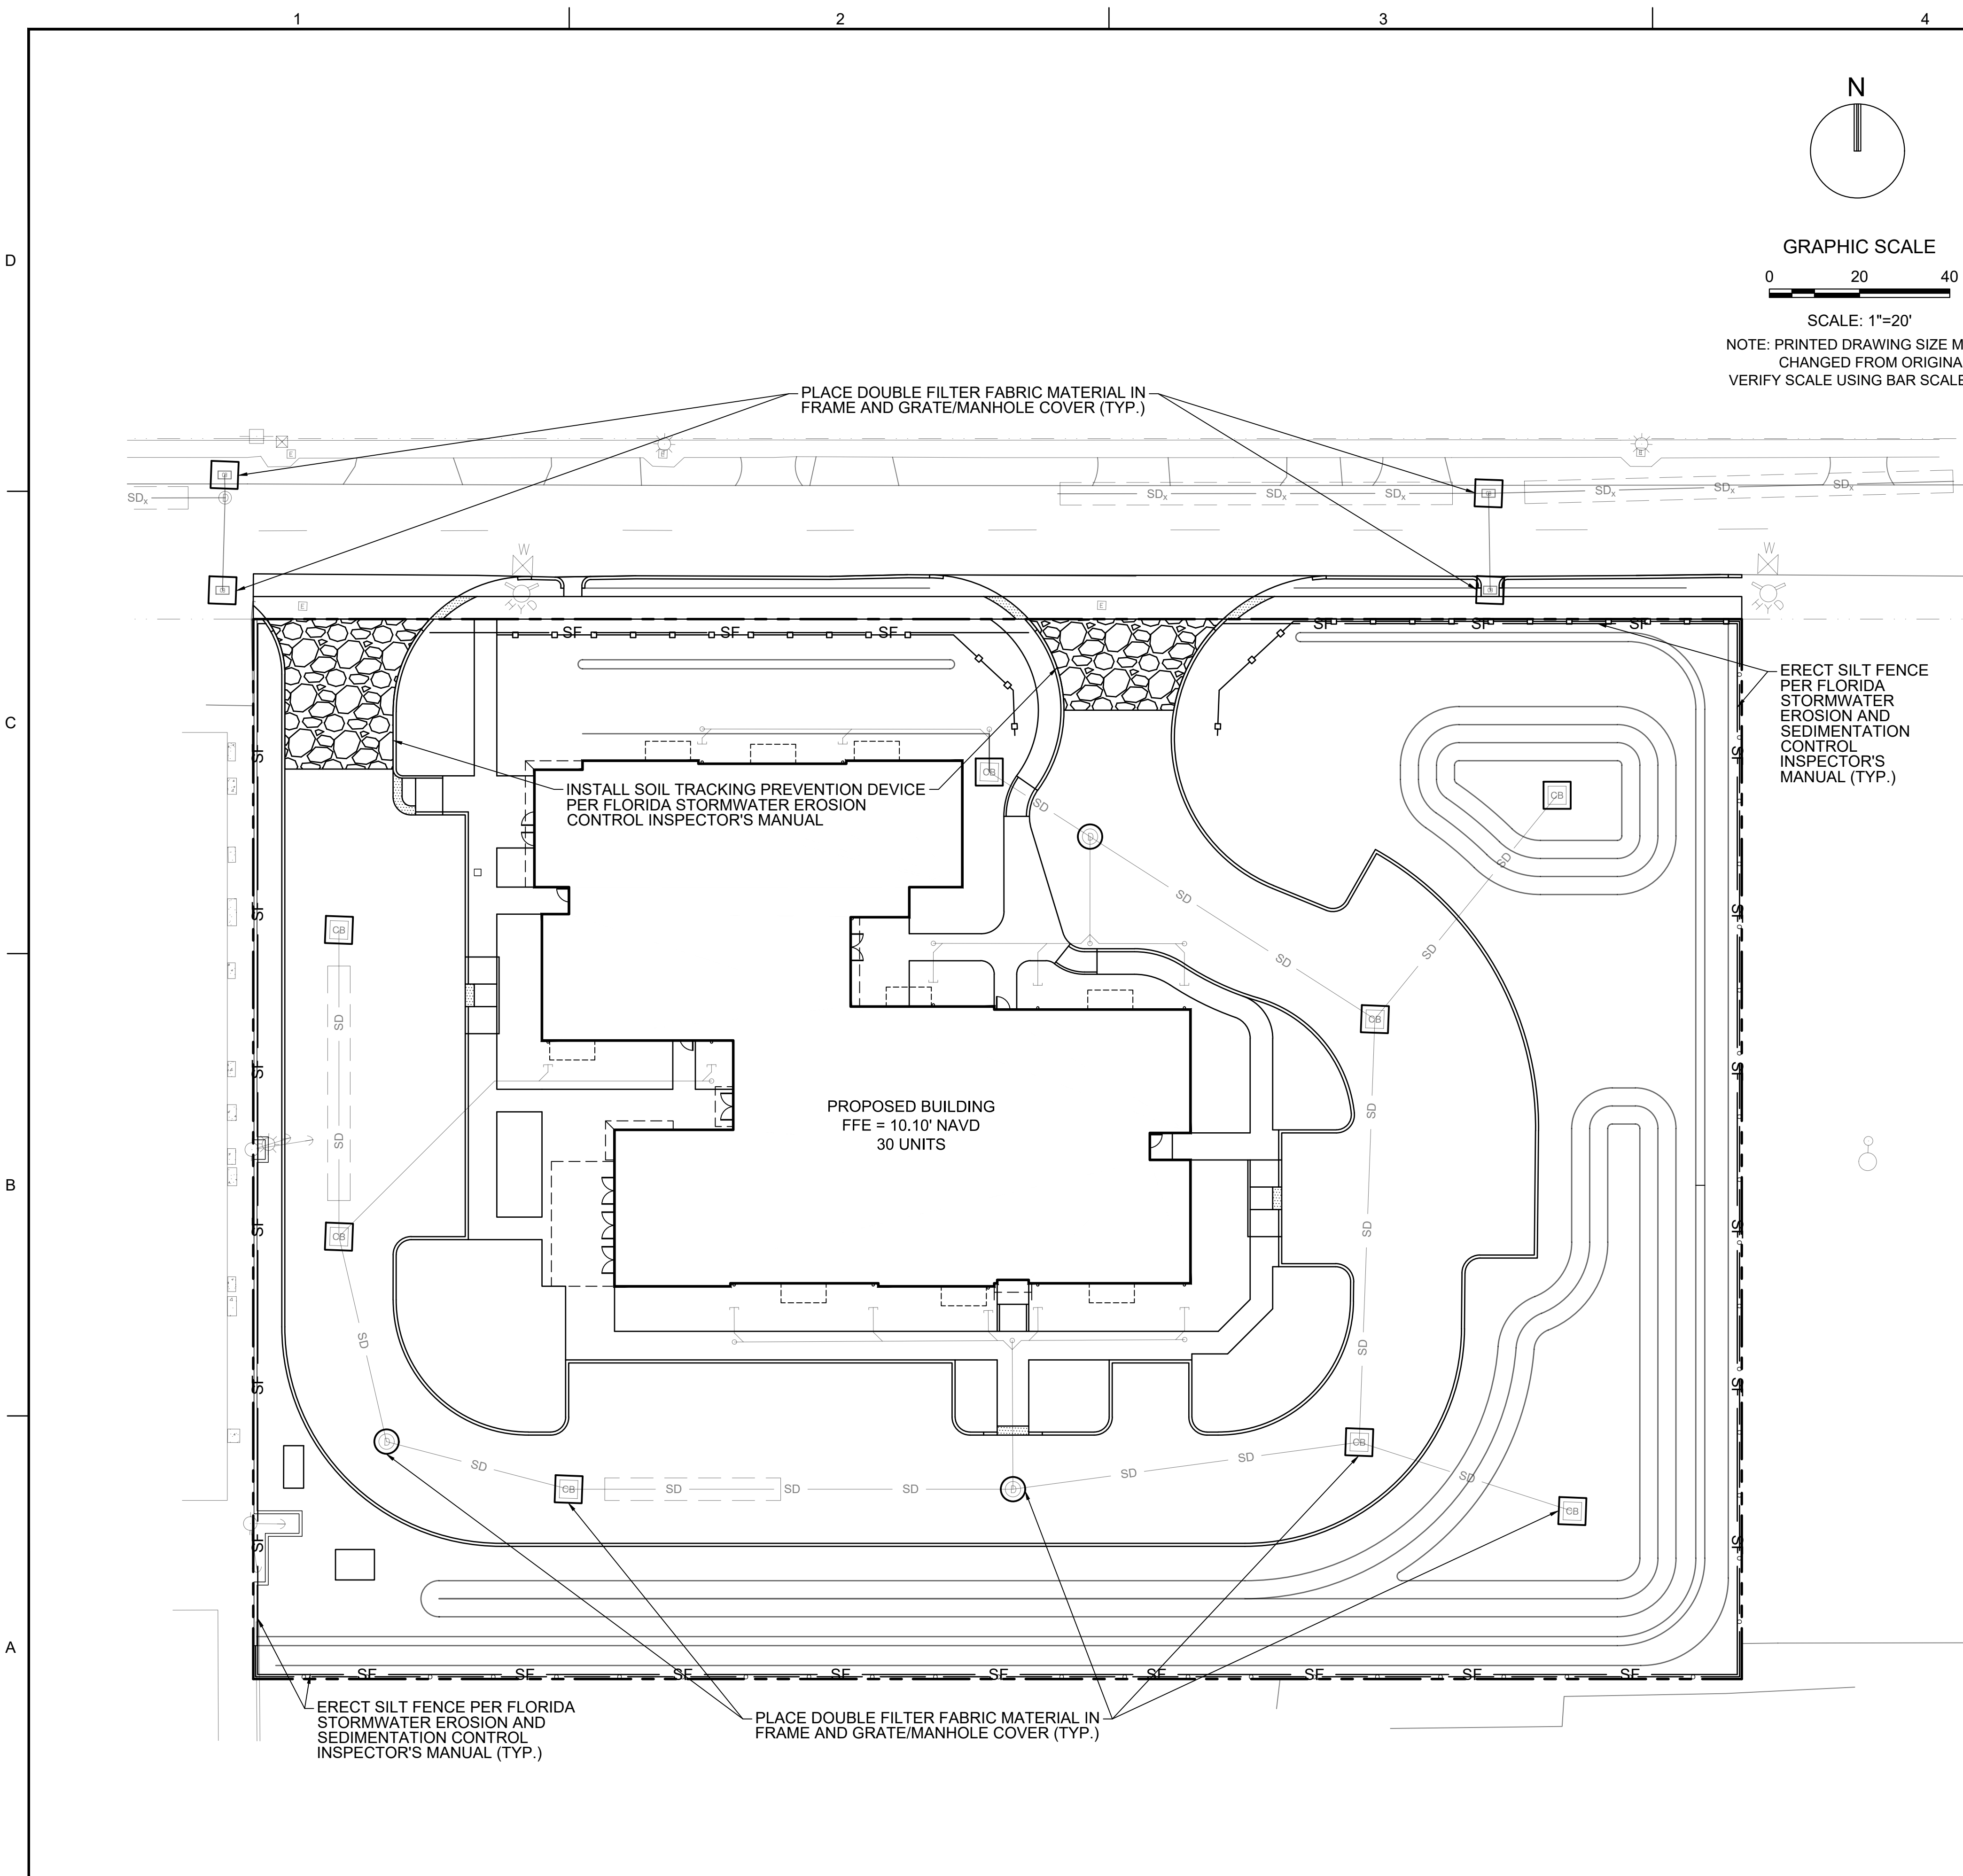 1
2
3
4
N
D
GRAPHIC SCALE
0 20 40
SCALE: 1"=20'
NOTE: PRINTED DRAWING SIZE M
CHANGED FROM ORIGINA
VERIFY SCALE USING BAR SCALE
PLACE DOUBLE FILTER FABRIC MATERIAL IN
FRAME AND GRATE/MANHOLE COVER (TYP.)
E
E
E
SDx
SDx
SDx
SDx
SDx
SDx
SDx
W
W
HYD
HYD
E
E
SF
SF
SF
SF
SF
SF
ERECT SILT FENCE
PER FLORIDA
STORMWATER
EROSION AND
SEDIMENTATION
CONTROL
INSPECTOR'S
MANUAL (TYP.)
C
SF
SF
CB
INSTALL SOIL TRACKING PREVENTION DEVICE
PER FLORIDA STORMWATER EROSION
CONTROL INSPECTOR'S MANUAL
CB
SD
D
SD
SD
SF
CB
SF
SD
SD
CB
SD
SF
SF
SD
SD
PROPOSED BUILDING
FFE = 10.10' NAVD
30 UNITS
B
SF
CB
SD
SF
SD
SD
SF
SF
D
CB
SD
SD
SD
SD
CB
SD
SD
SD
D
CB
SF
SF
A
SF
SF
SF
SF
SF
SF
SF
SF
SF
ERECT SILT FENCE PER FLORIDA
STORMWATER EROSION AND
SEDIMENTATION CONTROL
INSPECTOR'S MANUAL (TYP.)
PLACE DOUBLE FILTER FABRIC MATERIAL IN
FRAME AND GRATE/MANHOLE COVER (TYP.)